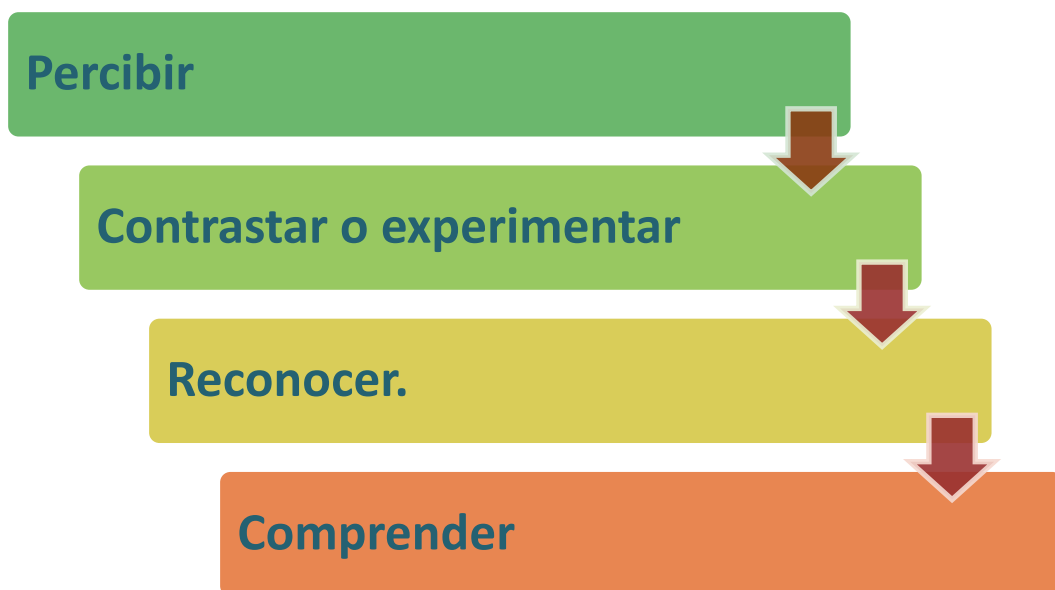 Percibir
Contrastar o experimentar
Reconocer.
Comprender